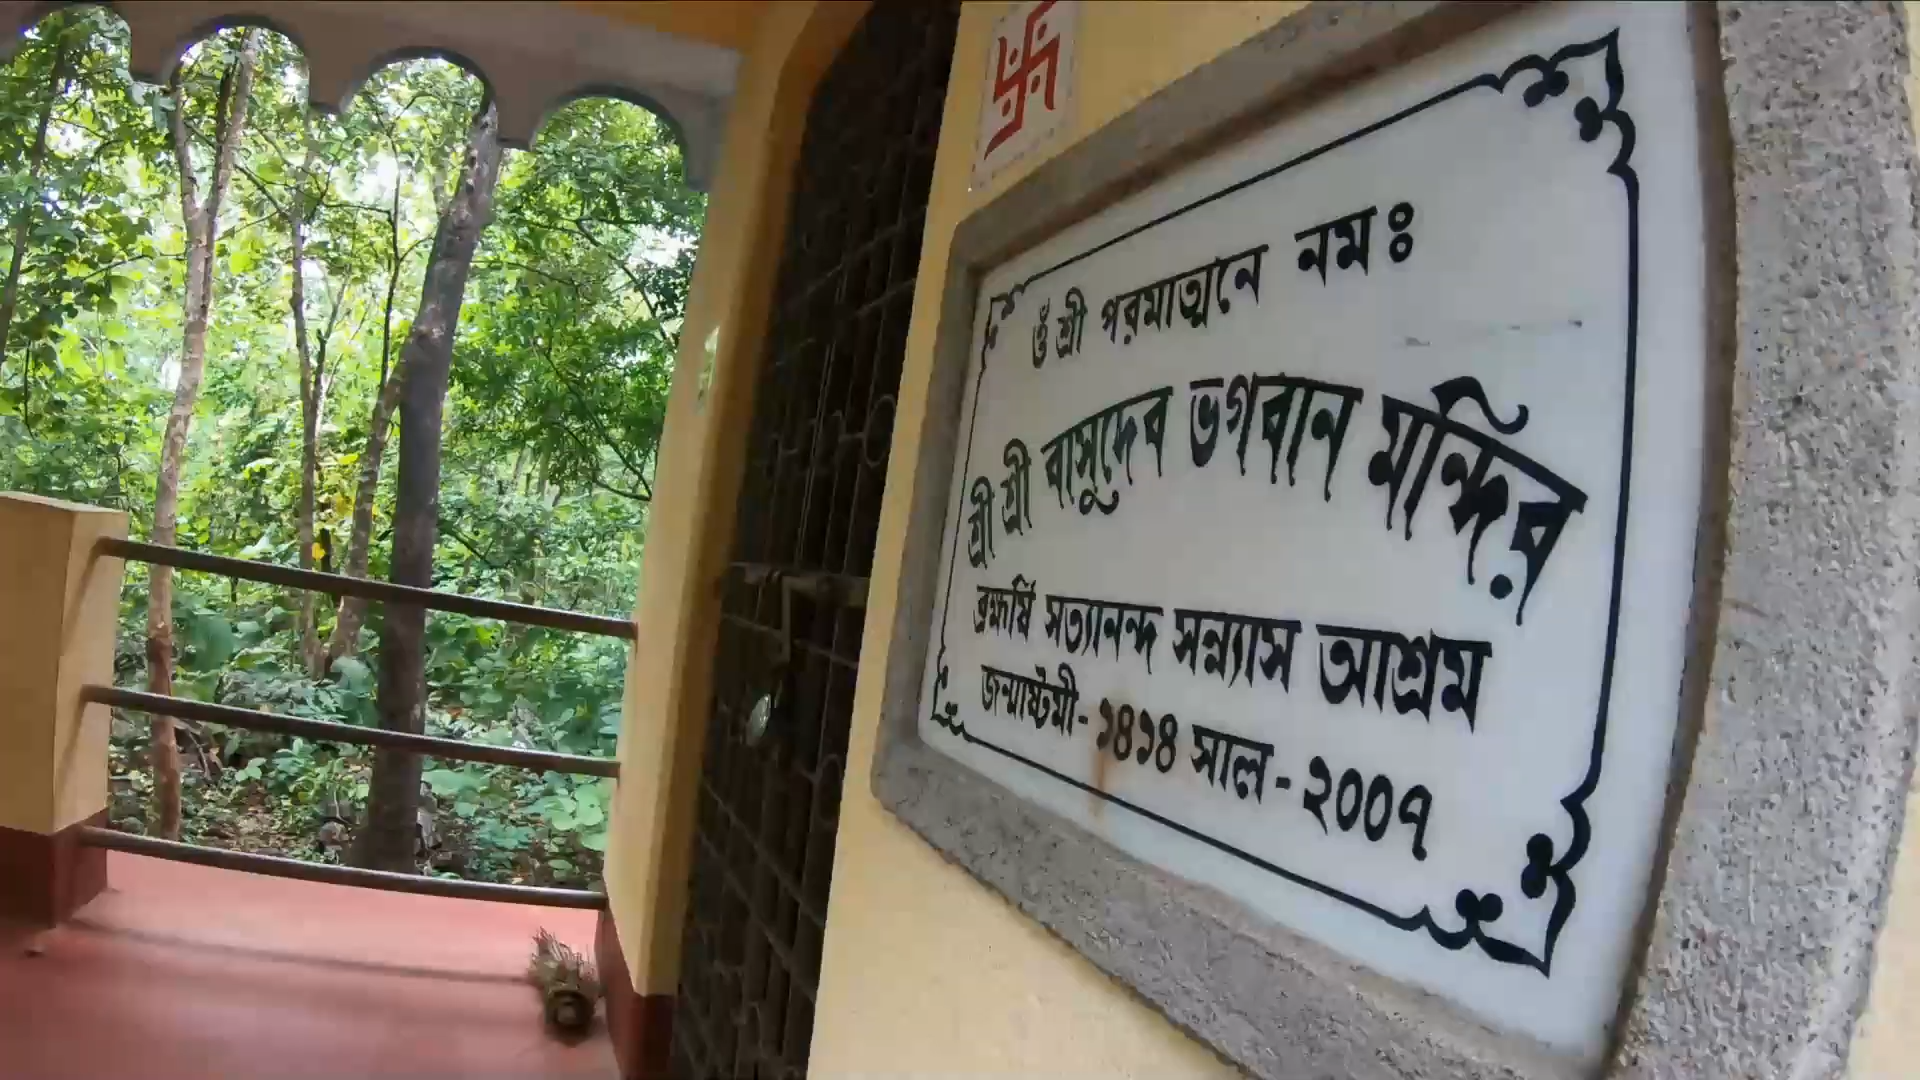 ওঁ শ্রী পরমাত্মনে নমঃ
শ্রী শ্রী বাসুদেব ভগবান মন্দির
ব্রহ্মর্ষি সত্যানন্দ সন্ন্যাস আশ্রম
জন্মাষ্টমী- ১৪১৪ সাল - ২০০৭